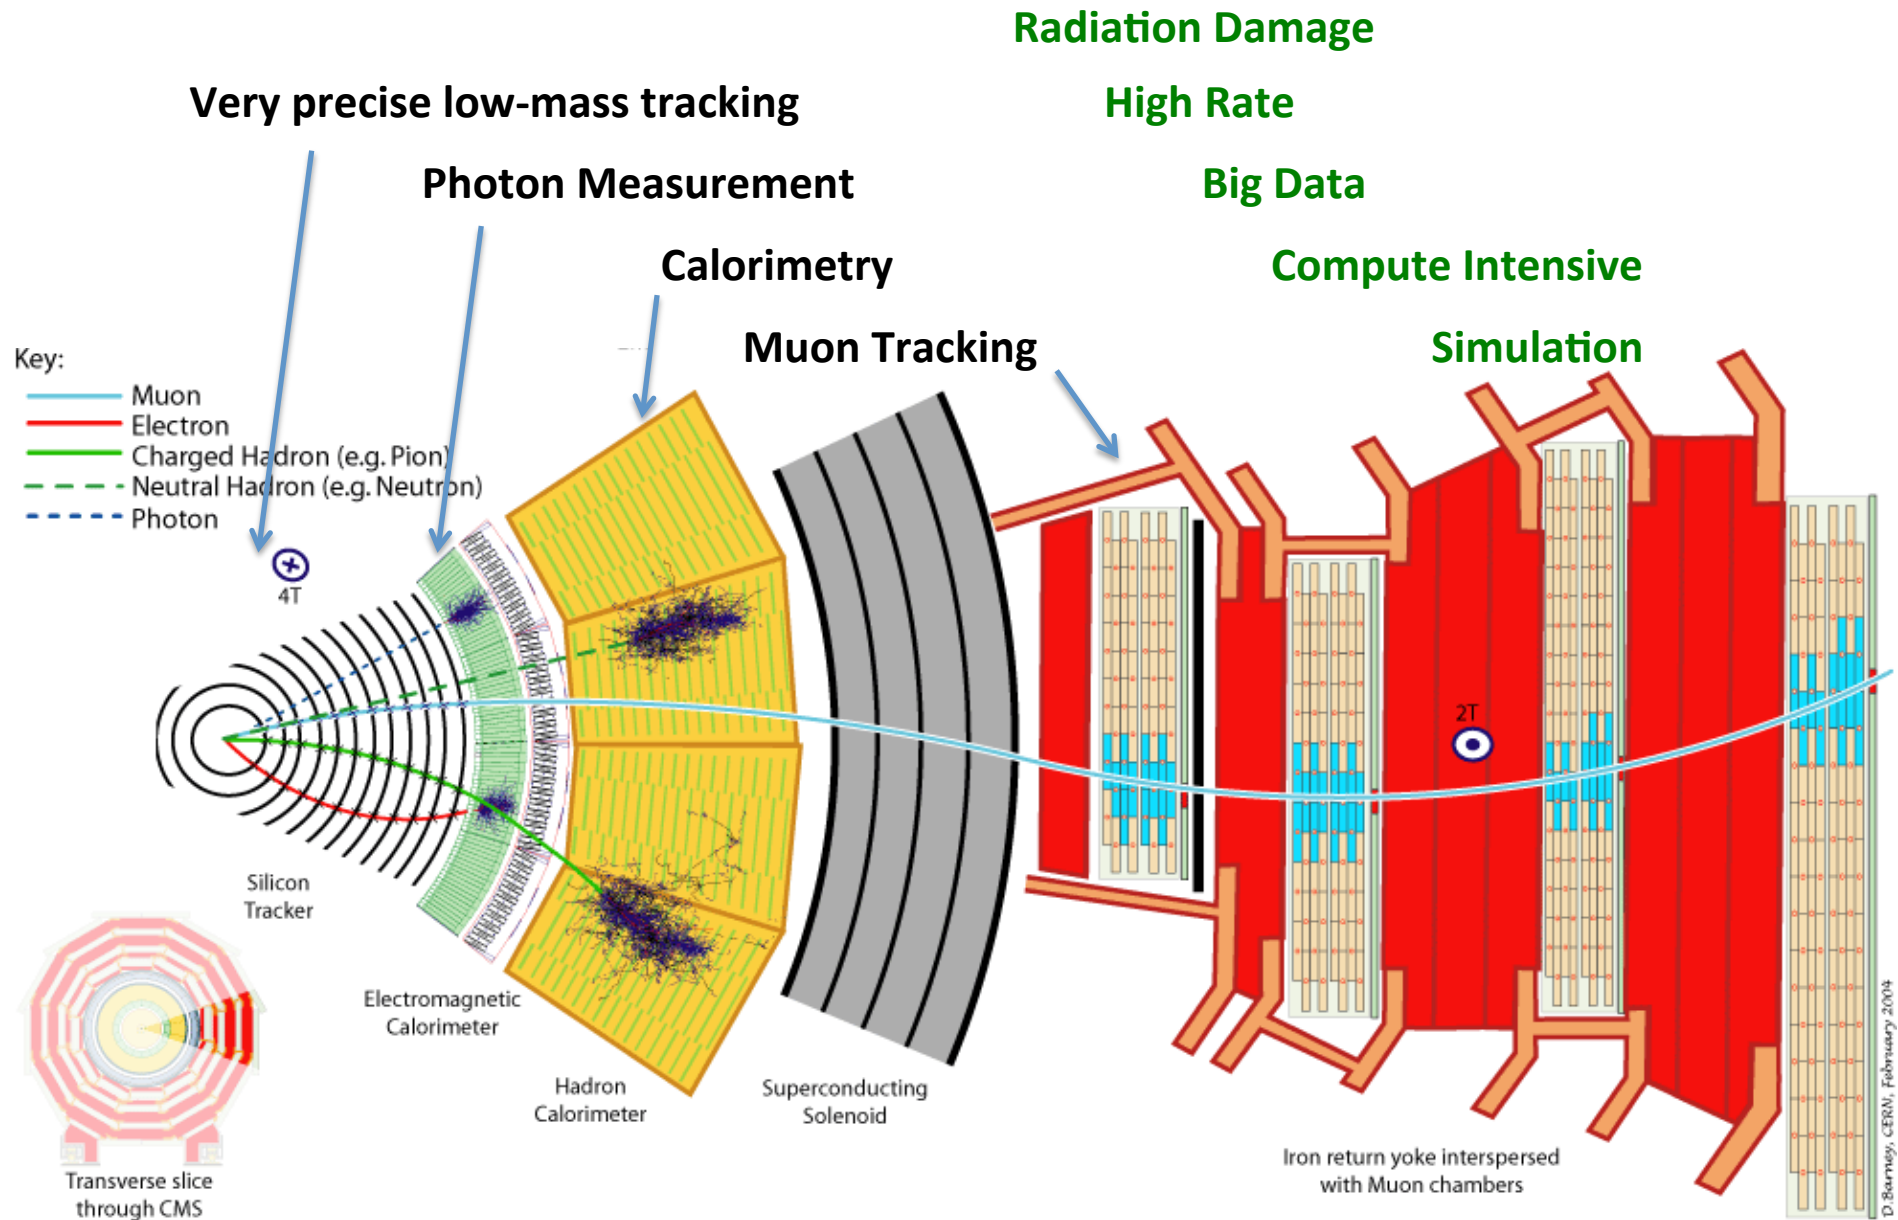 Radiation Damage
Very precise low-mass tracking
High Rate
Photon Measurement
Big Data
Calorimetry
Compute Intensive
Muon Tracking
Simulation
Key:
Muon
Electron
Charged Hadron (e.g. Pion)
Neutral Hadron (e.g. Neutron)
Photon
4T
2T
Silicon
Tracker
Electromagnetic
Calorimeter
Hadron
Calorimeter
Superconducting
Solenoid
Iron return yoke interspersed
with Muon chambers
Transverse slice
through CMS
D.Barney, CERN, February 2004